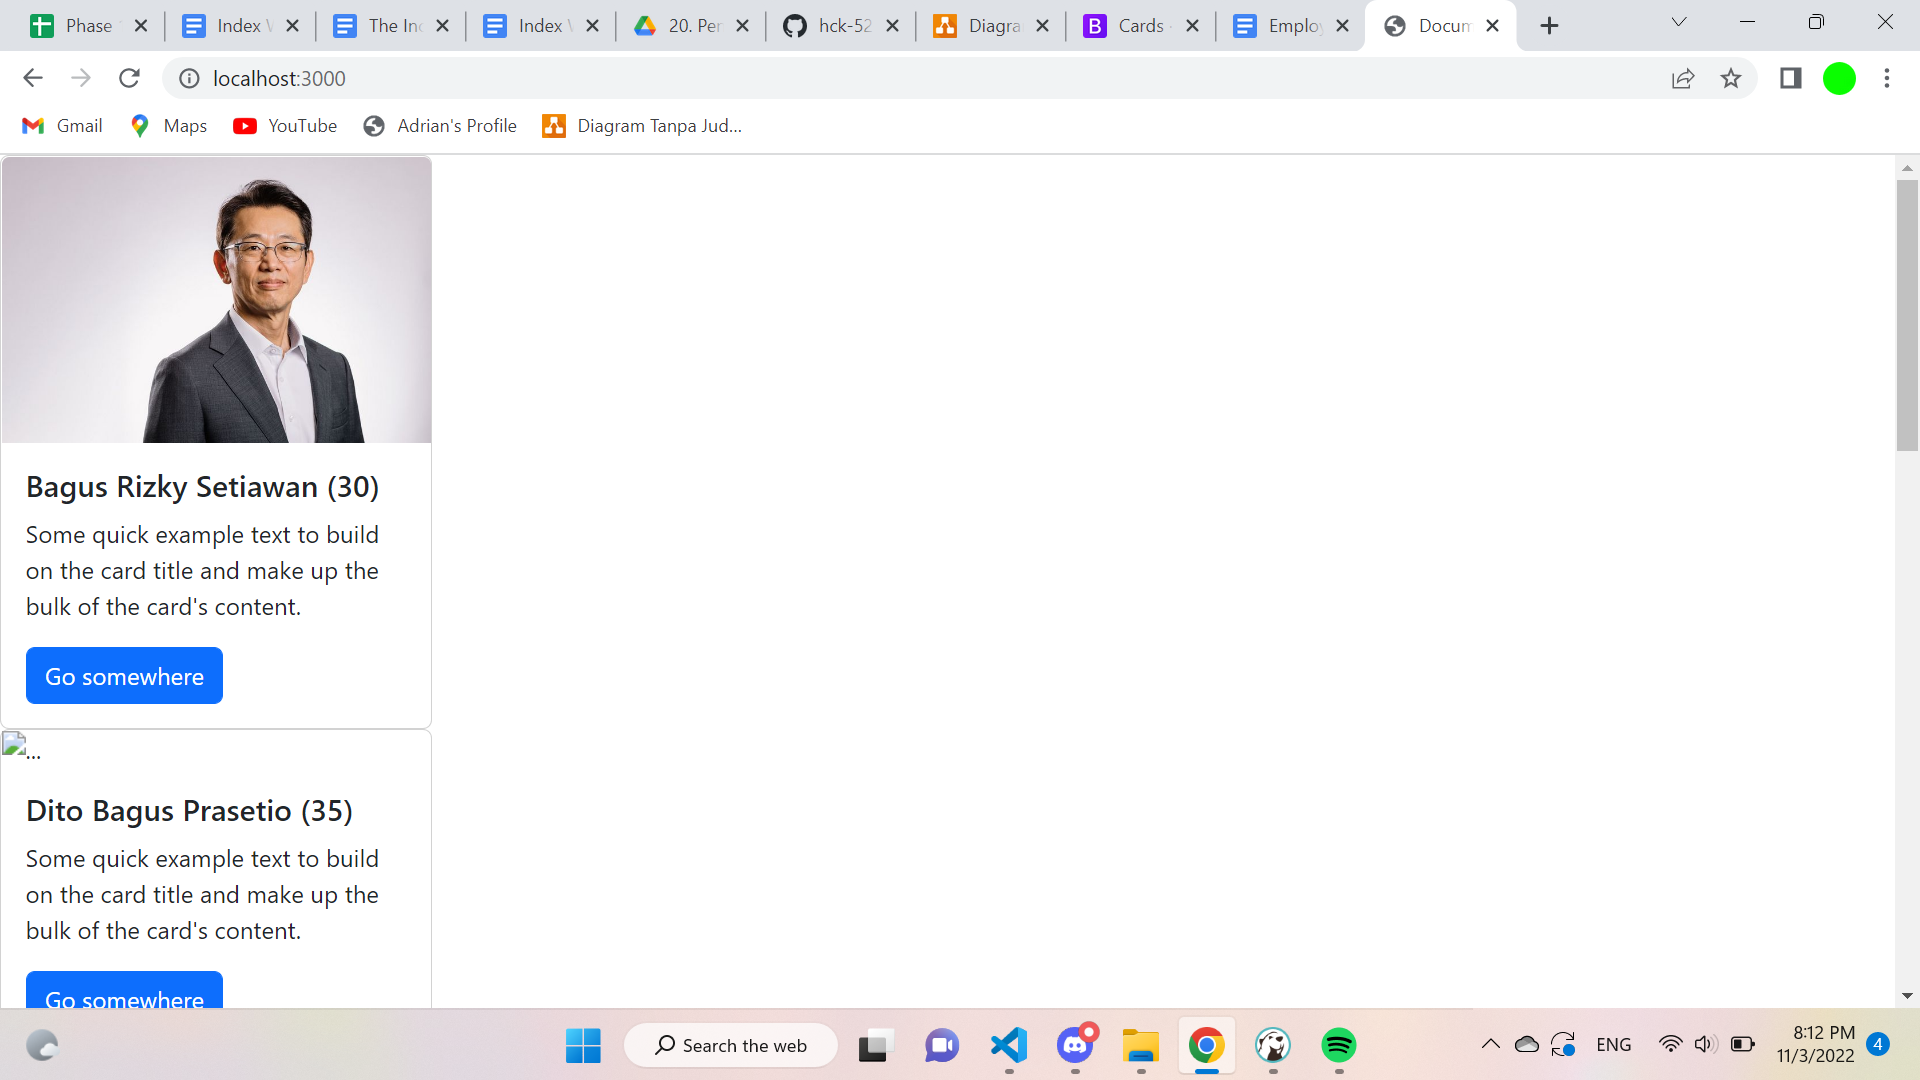 Phase
Index
The In
Index
20. Per
hck-52
Diagra
Cards
Employ
Docum
localhost:3000
Gmail
Maps
YouTube
Adrian's Profile
Diagram Tanpa Jud...
Bagus Rizky Setiawan (30)
Some quick example text to build
on the card title and make up the
bulk of the card's content.
Go somewhere
...
Dito Bagus Prasetio (35)
Some quick example text to build
on the card title and make up the
bulk of the card's content.
Go somewhere
Search the web
ENG
8:12 PM
11/3/2022
4